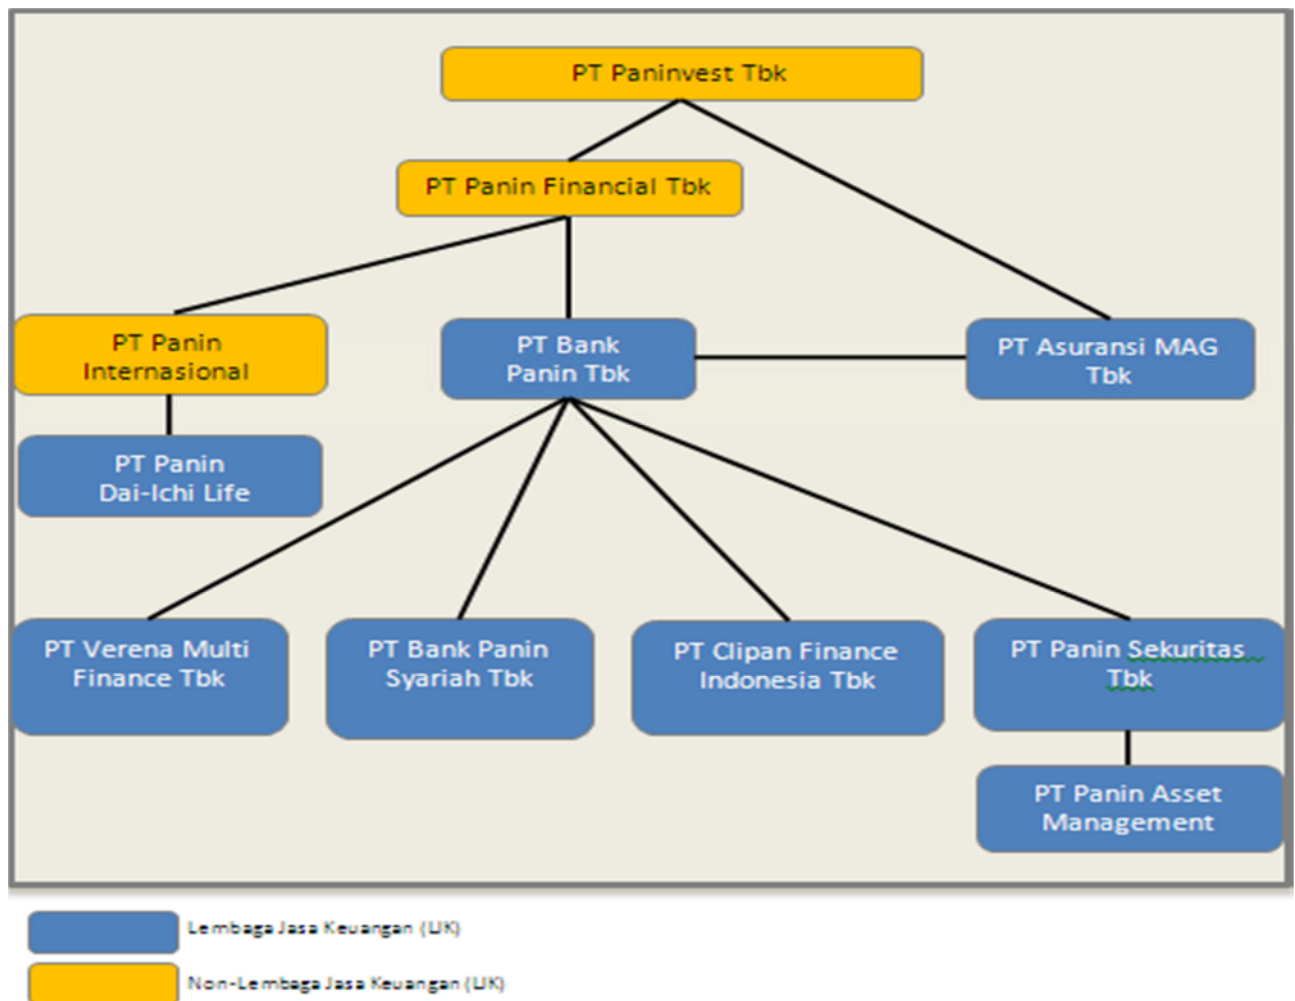 PT Paninvest Tbk
PT Panin Financial Tbk
PT Panin
Internasional
PT Bank
Panin Tbk
PT Asuransi MAG
Tbk
PT Panin
Dai-Ichi Life
PT Verena Multi
Finance Tbk
PT Bank Panin
Syariah Tbk
PT Clipan Finance
Indonesia Tbk
PT Panin Sekuritas
Tbk
PT Panin Asset
Management
Lembaga Jasa Keuangan (LJK)
Non-Lembaga Jasa Keuangan (LJK)